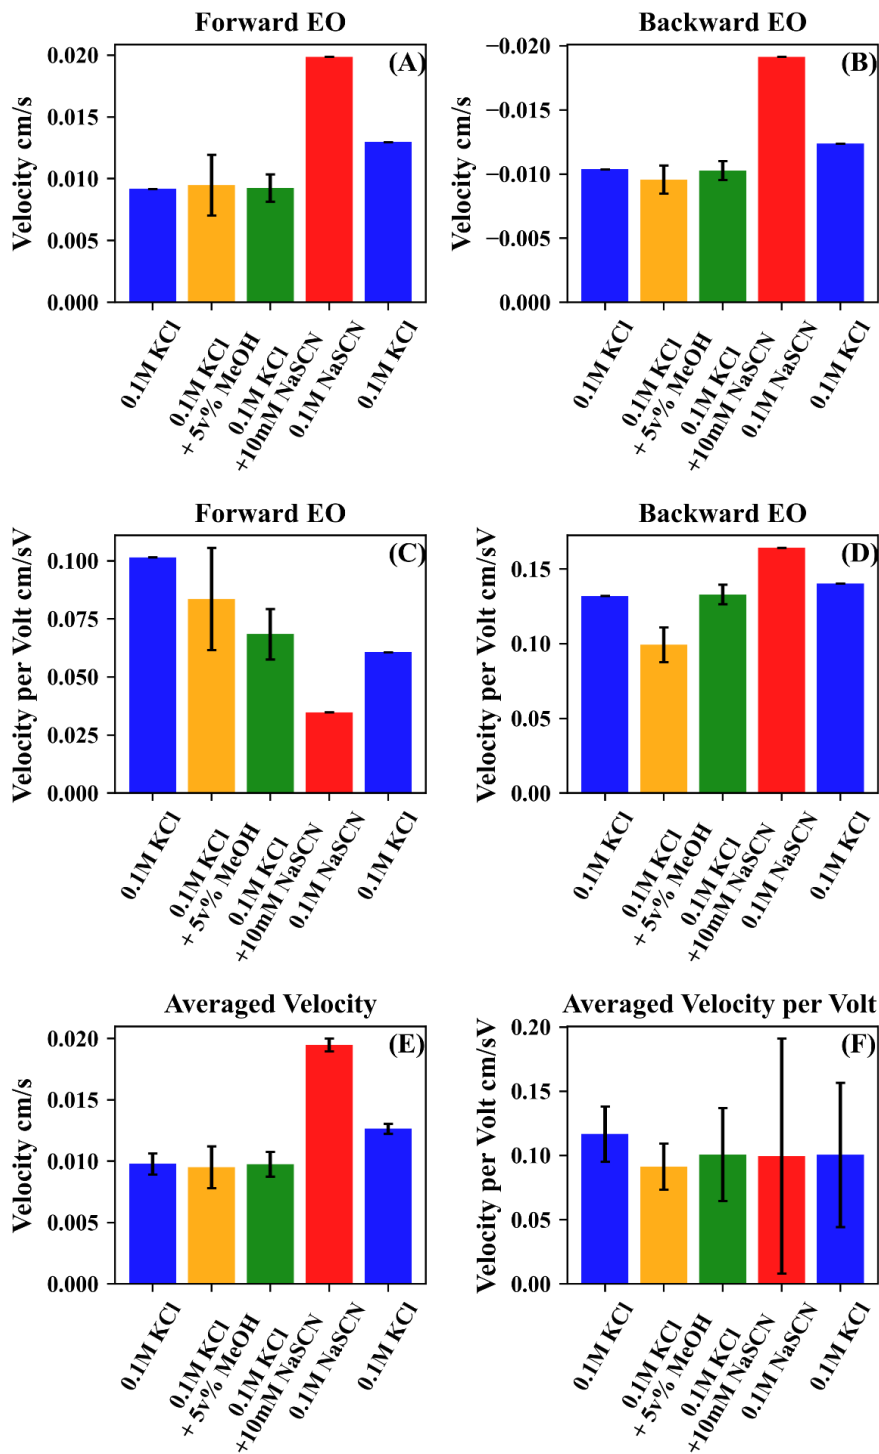 Forward EO
(A)
Velocity cm/s
0.020
0.015
0.010
0.005
0.000
0.1M KCl
0.1M KCl
+ 5v% MeOH
0.1M KCl
+10mM NaSCN
0.1M NaSCN
0.1M KCl
Backward EO
(B)
Velocity cm/s
−0.020
−0.015
−0.010
−0.005
0.000
0.1M KCl
0.1M KCl
+ 5v% MeOH
0.1M KCl
+10mM NaSCN
0.1M NaSCN
0.1M KCl
Forward EO
(C)
Velocity per Volt cm/sV
0.100
0.075
0.050
0.025
0.000
0.1M KCl
0.1M KCl
+ 5v% MeOH
0.1M KCl
+10mM NaSCN
0.1M NaSCN
0.1M KCl
Backward EO
(D)
Velocity per Volt cm/sV
0.15
0.10
0.05
0.00
0.1M KCl
0.1M KCl
+ 5v% MeOH
0.1M KCl
+10mM NaSCN
0.1M NaSCN
0.1M KCl
Averaged Velocity
(E)
Velocity cm/s
0.020
0.015
0.010
0.005
0.000
0.1M KCl
0.1M KCl
+ 5v% MeOH
0.1M KCl
+10mM NaSCN
0.1M NaSCN
0.1M KCl
Averaged Velocity per Volt
(F)
Velocity per Volt cm/sV
0.20
0.15
0.10
0.05
0.00
0.1M KCl
0.1M KCl
+ 5v% MeOH
0.1M KCl
+10mM NaSCN
0.1M NaSCN
0.1M KCl